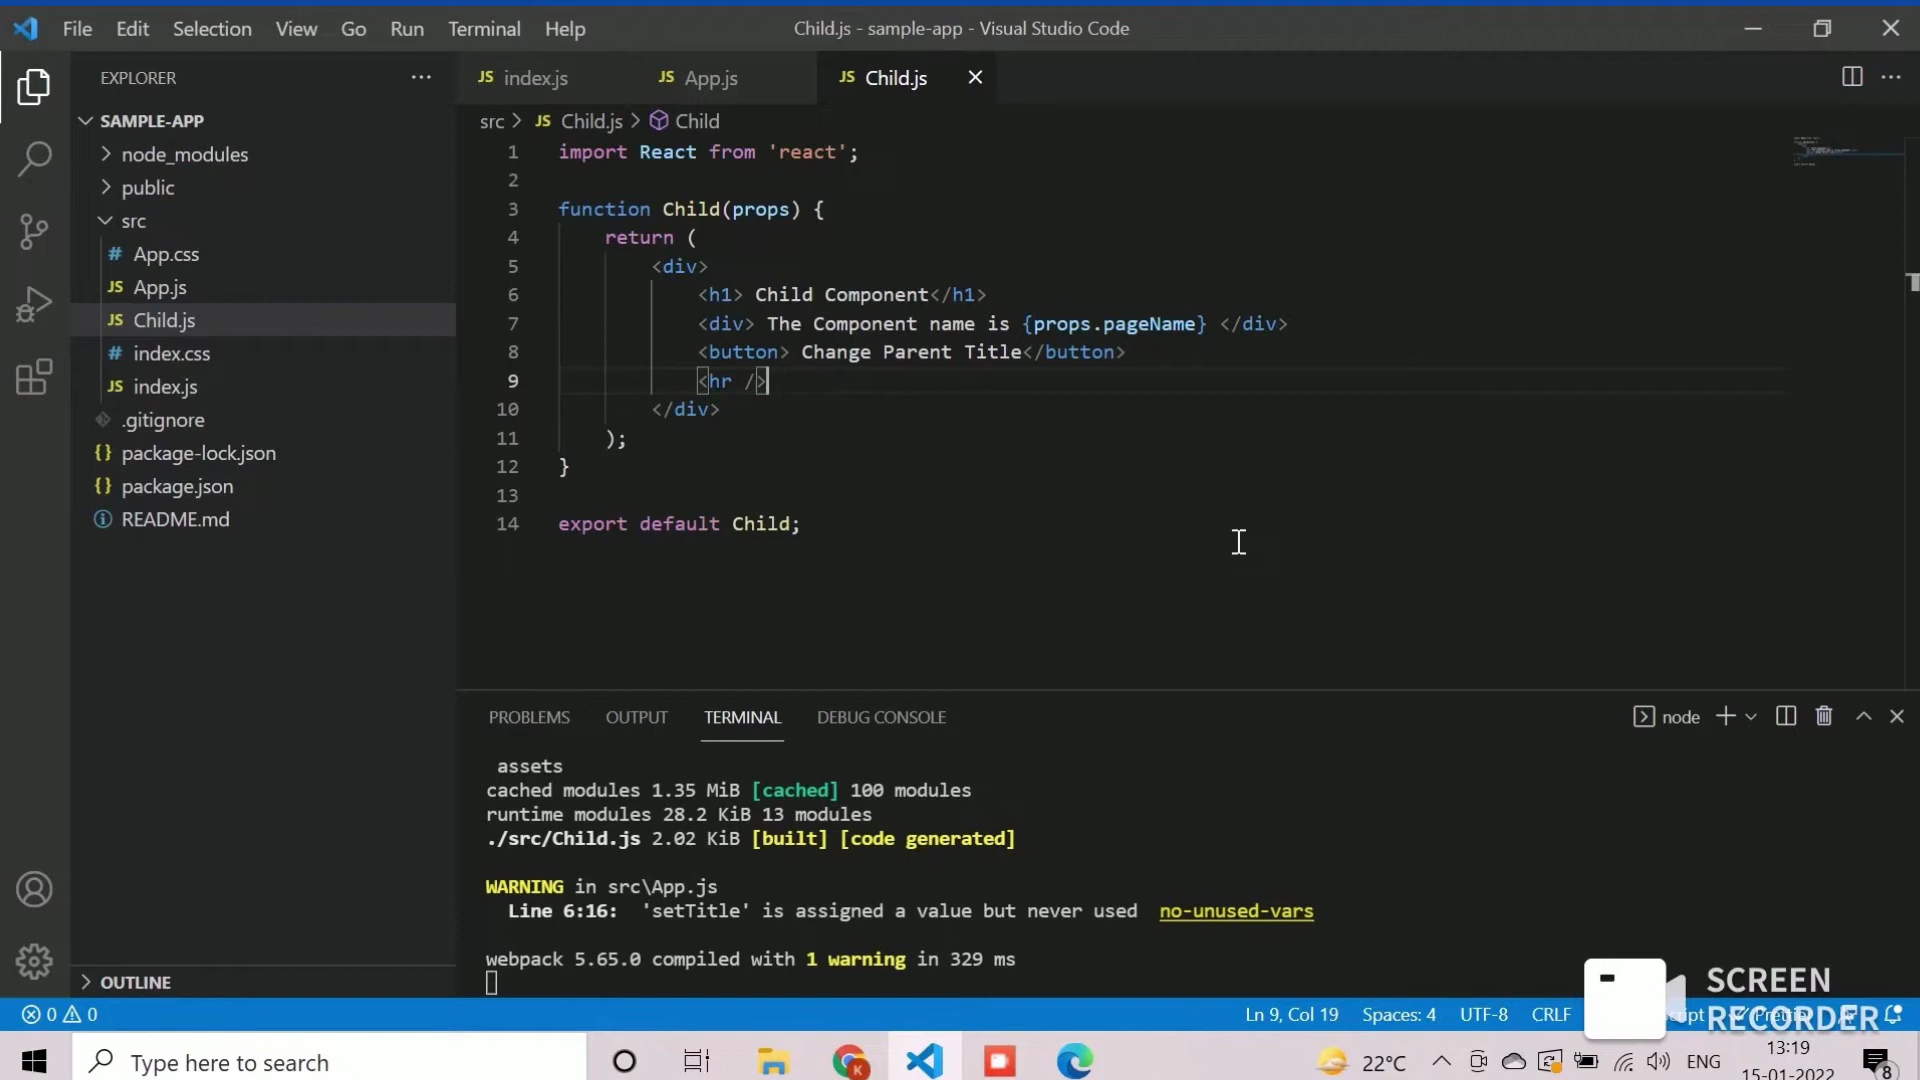 File Edit Selection View Go Run Terminal Help
Child.js - sample-app - Visual Studio Code
EXPLORER
SAMPLE-APP
node_modules
public
src
# App.css
JS App.js
JS Child.js
# index.css
JS index.js
.gitignore
{} package-lock.json
{} package.json
README.md
OUTLINE
JS index.js JS App.js JS Child.js
src > JS Child.js > Child
1 import React from 'react';
2
3 function Child(props) {
4 return (
5 <div>
6 <h1> Child Component</h1>
7 <div> The Component name is {props.pageName} </div>
8 <button> Change Parent Title</button>
9 <hr />
10 </div>
11 );
12 }
13
14 export default Child;
PROBLEMS OUTPUT TERMINAL DEBUG CONSOLE
node
assets
cached modules 1.35 MiB [cached] 100 modules
runtime modules 28.2 KiB 13 modules
./src/Child.js 2.02 KiB [built] [code generated]
WARNING in src\App.js
Line 6:16: 'setTitle' is assigned a value but never used no-unused-vars
webpack 5.65.0 compiled with 1 warning in 329 ms
SCREEN
RECORDER
0 0
Ln 9, Col 19 Spaces: 4 UTF-8 CRLF
Type here to search
K
22°C
ENG
13:19
15-01-2022
8